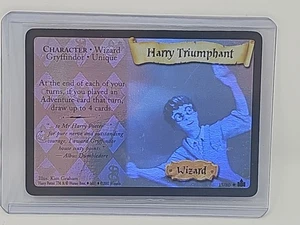 Harry Triumphant
CHARACTER • Wizard
Gryffindor • Unique
At the end of each of your
turns, if you played an
Adventure card that turn,
draw up to 4 cards.
"...to Mr Harry Potter...
for pure nerve and outstanding
courage, I award Gryffindor
house sixty points."
Albus Dumbledore
Wizard